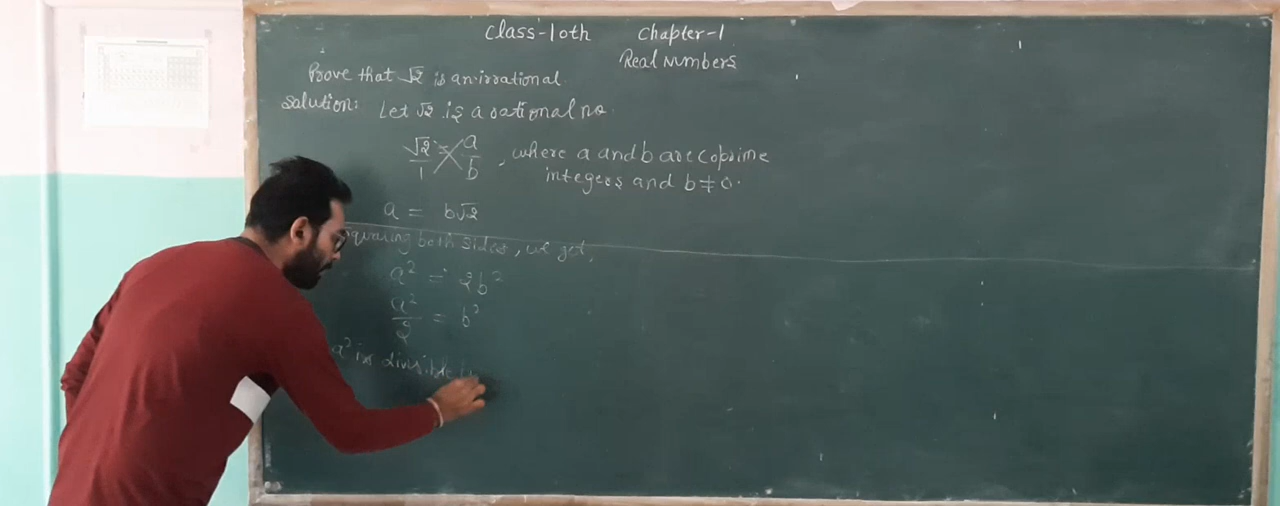 Class-10th Chapter-1
Real Numbers
Prove that √2 is an irrational.
Solution: Let √2 is a rational no.
√2/1 = a/b, where a and b are coprime
integers and b ≠ 0.
a = b√2
Squaring both sides, we get,
a² = 2b²
a²/2 = b²
a² is divisible